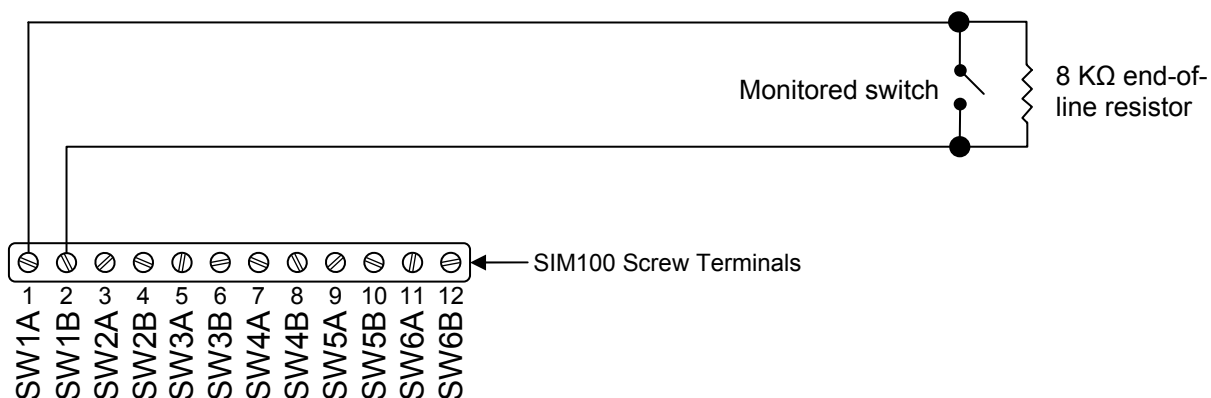 Monitored switch
8 KΩ end-of-
line resistor
SIM100 Screw Terminals
1 2 3 4 5 6 7 8 9 10 11 12
SW1A
SW1B
SW2A
SW2B
SW3A
SW3B
SW4A
SW4B
SW5A
SW5B
SW6A
SW6B